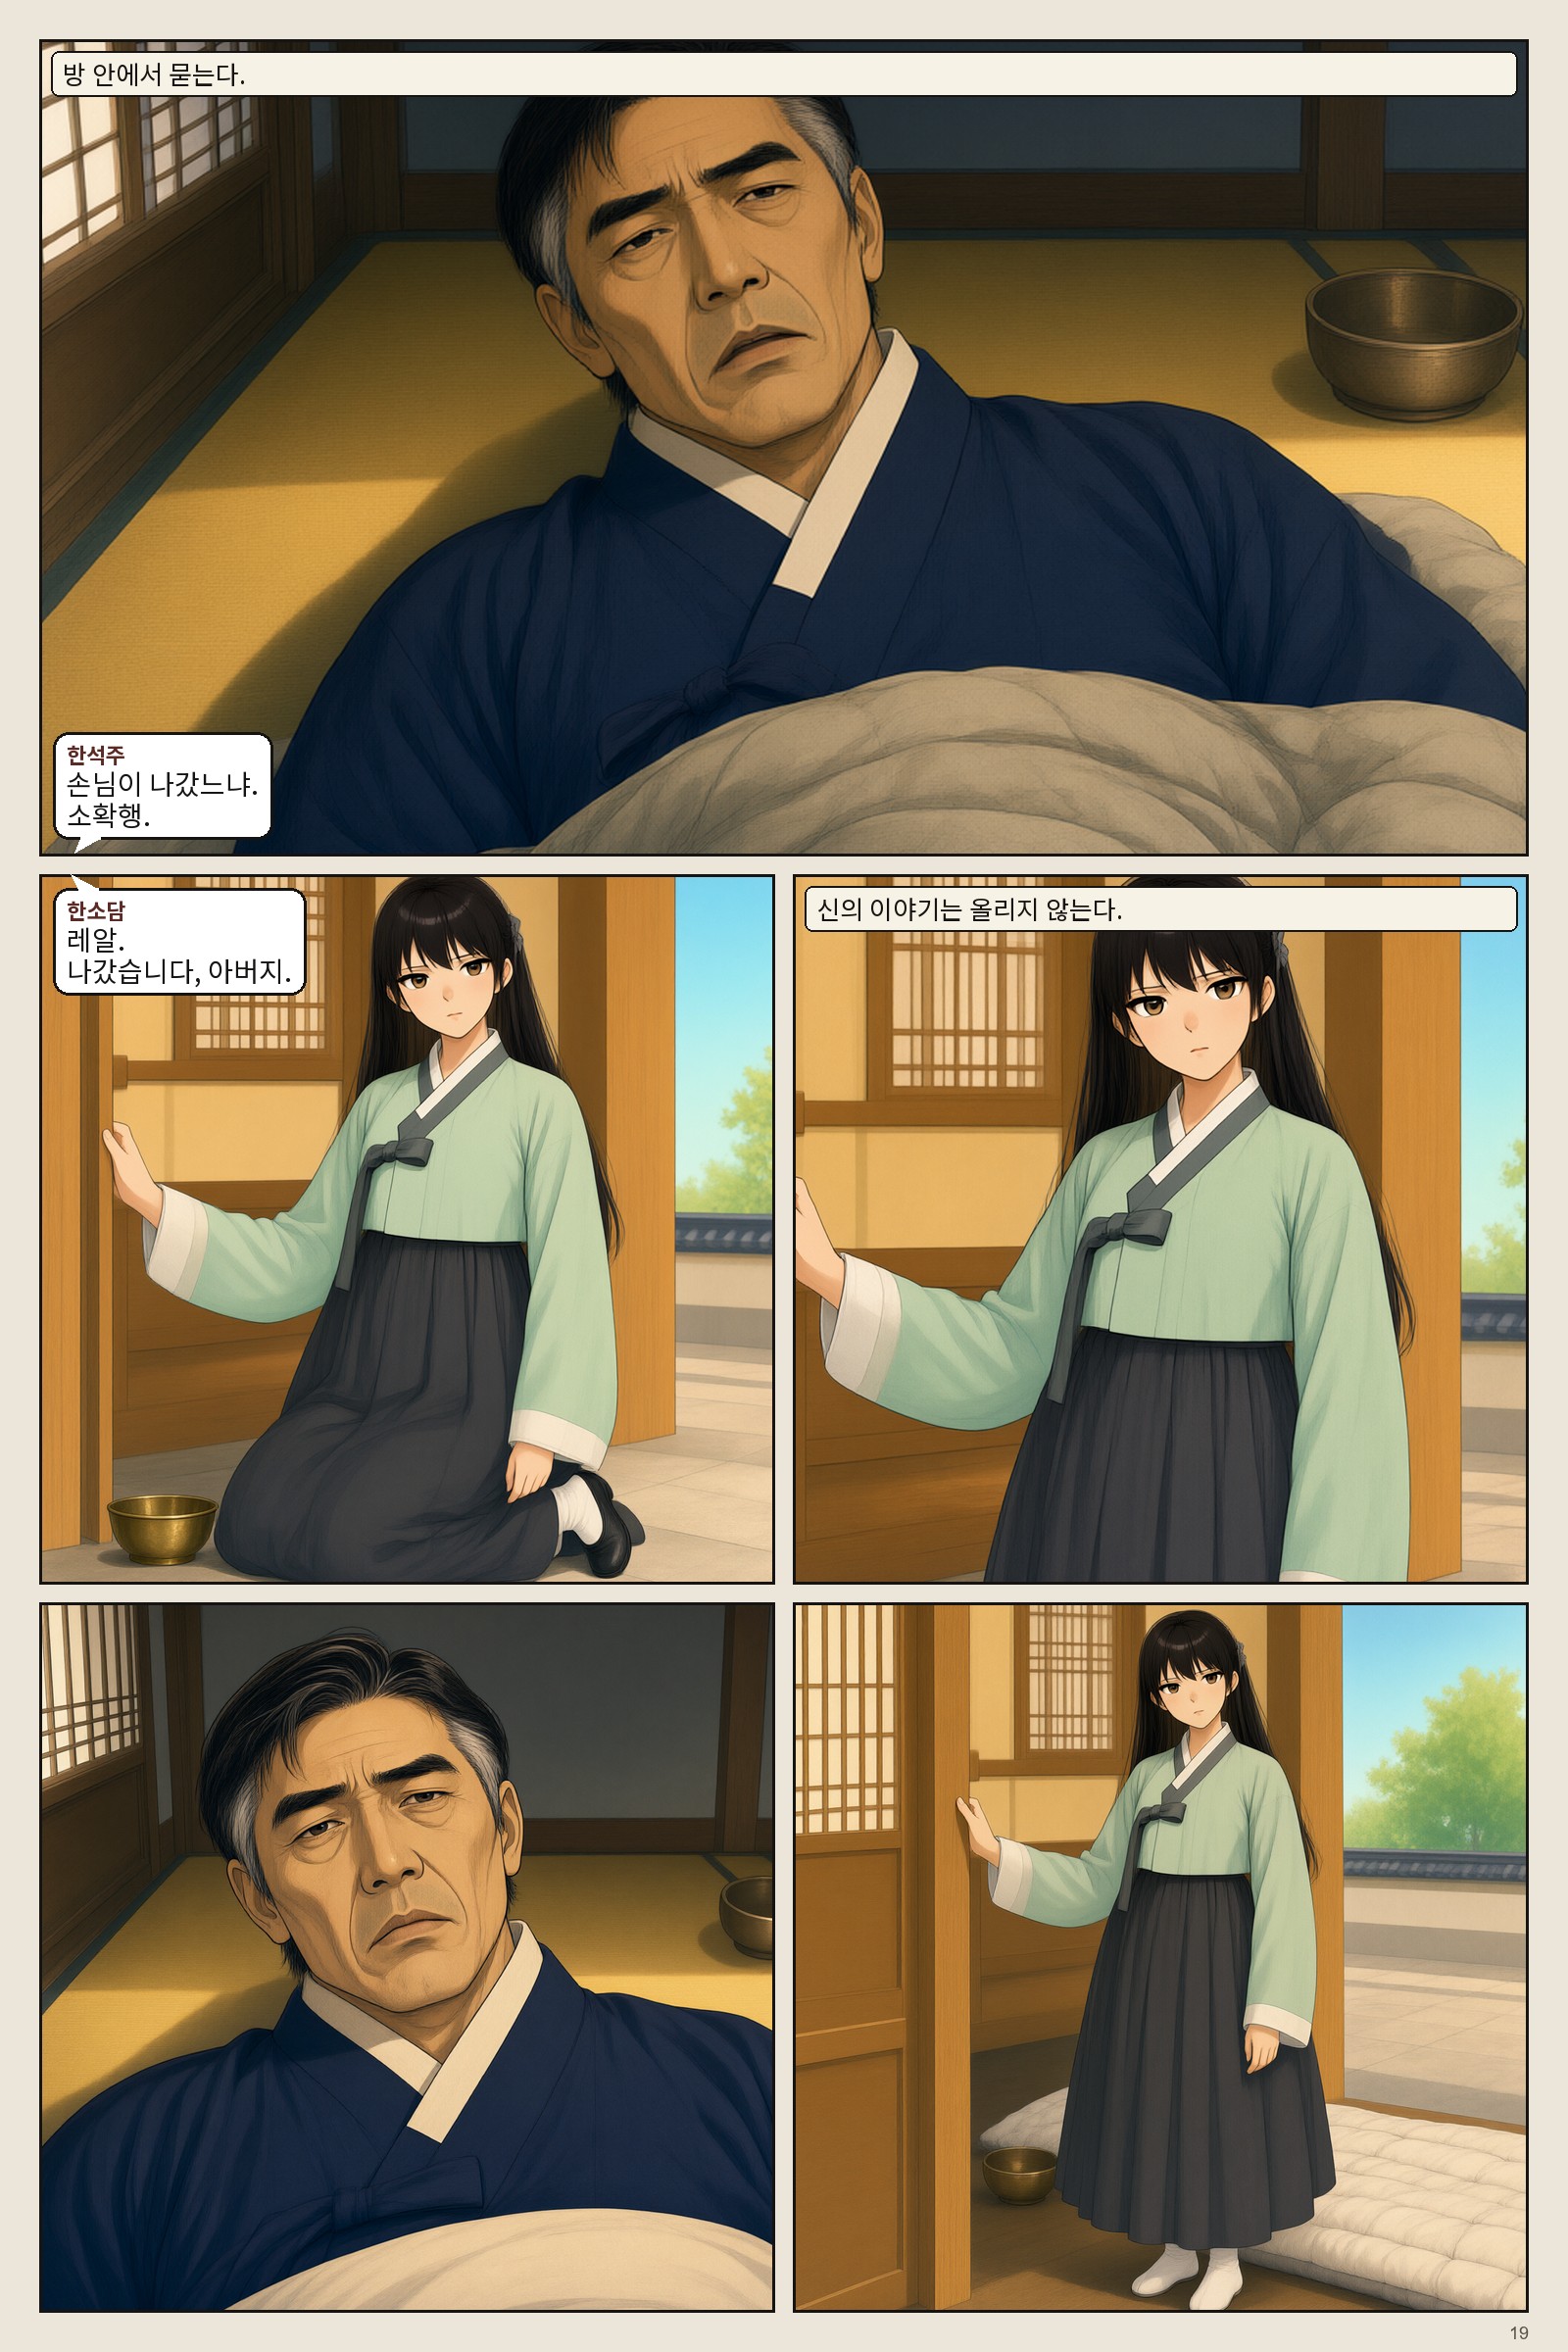 방 안에서 묻는다.
한석주
손님이 나갔느냐.
소확행.
한소담
레알.
나갔습니다, 아버지.
신의 이야기는 올리지 않는다.
19